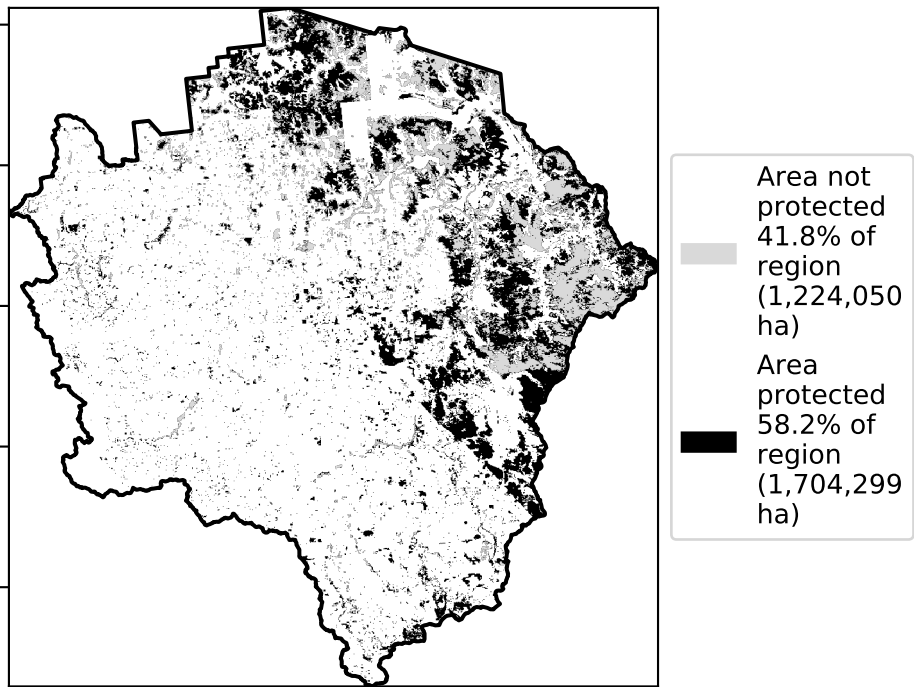 Area not
protected
41.8% of
region
(1,224,050
ha)
Area
protected
58.2% of
region
(1,704,299
ha)